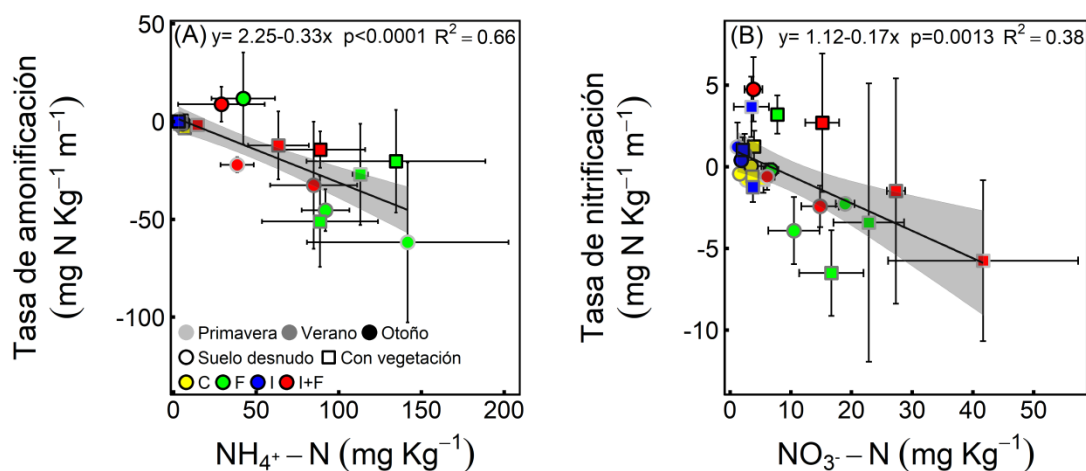 (A) y= 2.25-0.33x p<0.0001 R² = 0.66
Tasa de amonificación
(mg N Kg⁻¹ m⁻¹)
50
0
-50
-100
Primavera Verano Otoño
Suelo desnudo Con vegetación
C F I I+F
0 50 100 150 200
NH₄⁺ – N (mg Kg⁻¹)
(B) y= 1.12-0.17x p=0.0013 R² = 0.38
Tasa de nitrificación
(mg N Kg⁻¹ m⁻¹)
5
0
-5
-10
0 10 20 30 40 50
NO₃- – N (mg Kg⁻¹)